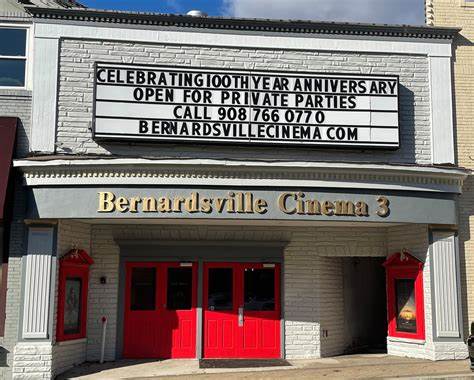 CELEBRATING 100TH YEAR ANNIVERSARY
OPEN FOR PRIVATE PARTIES
CALL 908 766 0770
BERNARDSVILLECINEMA COM
Bernardsville Cinema 3